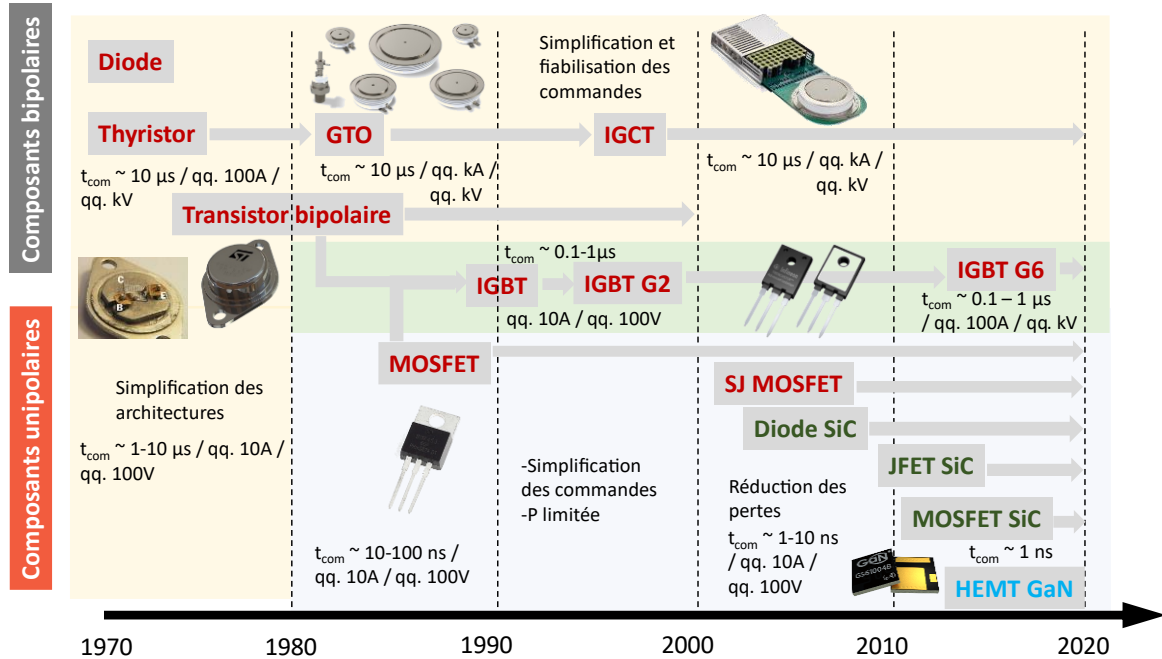 Composants bipolaires
Composants unipolaires
Diode
Thyristor
t_com ~ 10 µs / qq. 100A /
qq. kV
GTO
t_com ~ 10 µs / qq. kA /
qq. kV
Simplification et
fiabilisation des
commandes
IGCT
t_com ~ 10 µs / qq. kA /
qq. kV
Transistor bipolaire
C
B
E
t_com ~ 0.1-1µs
IGBT
IGBT G2
qq. 10A / qq. 100V
IGBT G6
t_com ~ 0.1 – 1 µs
/ qq. 100A / qq. kV
MOSFET
Simplification des
architectures
t_com ~ 1-10 µs / qq. 10A /
qq. 100V
t_com ~ 10-100 ns /
qq. 10A / qq. 100V
-Simplification
des commandes
-P limitée
SJ MOSFET
Diode SiC
JFET SiC
MOSFET SiC
Réduction des
pertes
t_com ~ 1-10 ns
/ qq. 10A /
qq. 100V
t_com ~ 1 ns
GaN
HEMT GaN
1970
1980
1990
2000
2010
2020